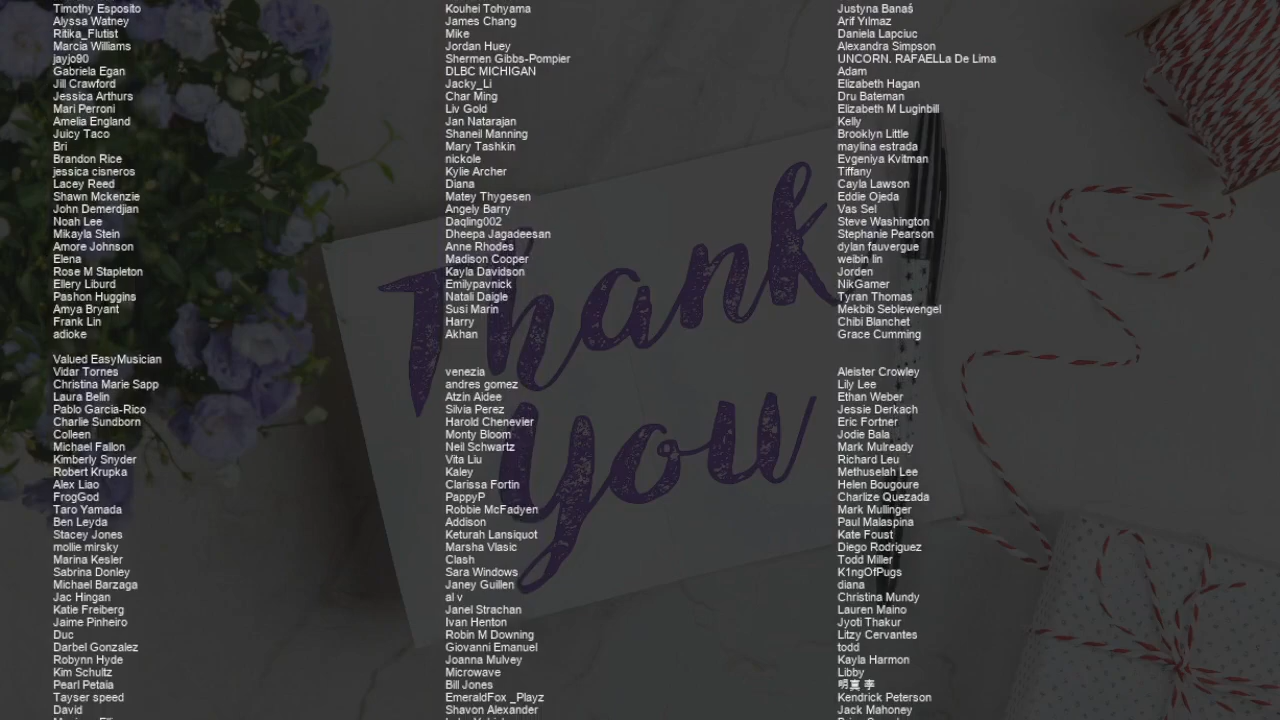 Timothy Esposito
Alyssa Watney
Ritika_Flutist
Marcia Williams
jayjo90
Gabriela Egan
Jill Crawford
Jessica Arthurs
Mari Perroni
Amelia England
Juicy Taco
Bri
Brandon Rice
jessica cisneros
Lacey Reed
Shawn Mckenzie
John Demerdjian
Noah Lee
Mikayla Stein
Amore Johnson
Elena
Rose M Stapleton
Ellery Liburd
Pashon Huggins
Amya Bryant
Frank Lin
adioke
Valued EasyMusician
Vidar Tornes
Christina Marie Sapp
Laura Belin
Pablo Garcia-Rico
Charlie Sundborn
Colleen
Michael Fallon
Kimberly Snyder
Robert Krupka
Alex Liao
FrogGod
Taro Yamada
Ben Leyda
Stacey Jones
mollie mirsky
Marina Kesler
Sabrina Donley
Michael Barzaga
Jac Hingan
Katie Freiberg
Jaime Pinheiro
Duc
Darbel Gonzalez
Robynn Hyde
Kim Schultz
Pearl Petaia
Tayser speed
David
Kouhei Tohyama
James Chang
Mike
Jordan Huey
Shermen Gibbs-Pompier
DLBC MICHIGAN
Jacky_Li
Char Ming
Liv Gold
Jan Natarajan
Shaneil Manning
Mary Tashkin
nickole
Kylie Archer
Diana
Matey Thygesen
Angely Barry
Daqling002
Dheepa Jagadeesan
Anne Rhodes
Madison Cooper
Kayla Davidson
Emilypavnick
Natali Daigle
Susi Marin
Harry
Akhan
venezia
andres gomez
Atzin Aidee
Silvia Perez
Harold Chenevier
Monty Bloom
Neil Schwartz
Vita Liu
Kaley
Clarissa Fortin
PappyP
Robbie McFadyen
Addison
Keturah Lansiquot
Marsha Vlasic
Clash
Sara Windows
Janey Guillen
al v
Janel Strachan
Ivan Henton
Robin M Downing
Giovanni Emanuel
Joanna Mulvey
Microwave
Bill Jones
EmeraldFox _Playz
Shavon Alexander
Justyna Banaś
Arif Yılmaz
Daniela Lapciuc
Alexandra Simpson
UNCORN. RAFAELLa De Lima
Adam
Elizabeth Hagan
Dru Bateman
Elizabeth M Luginbill
Kelly
Brooklyn Little
maylina estrada
Evgeniya Kvitman
Tiffany
Cayla Lawson
Eddie Ojeda
Vas Sel
Steve Washington
Stephanie Pearson
dylan fauvergue
weibin lin
Jorden
NikGamer
Tyran Thomas
Mekbib Seblewengel
Chibi Blanchet
Grace Cumming
Aleister Crowley
Lily Lee
Ethan Weber
Jessie Derkach
Eric Fortner
Jodie Bala
Mark Mulready
Richard Leu
Methuselah Lee
Helen Bougoure
Charlize Quezada
Mark Mullinger
Paul Malaspina
Kate Foust
Diego Rodriguez
Todd Miller
K1ngOfPugs
diana
Christina Mundy
Lauren Maino
Jyoti Thakur
Litzy Cervantes
todd
Kayla Harmon
Libby
明真 李
Kendrick Peterson
Jack Mahoney
Thank
You